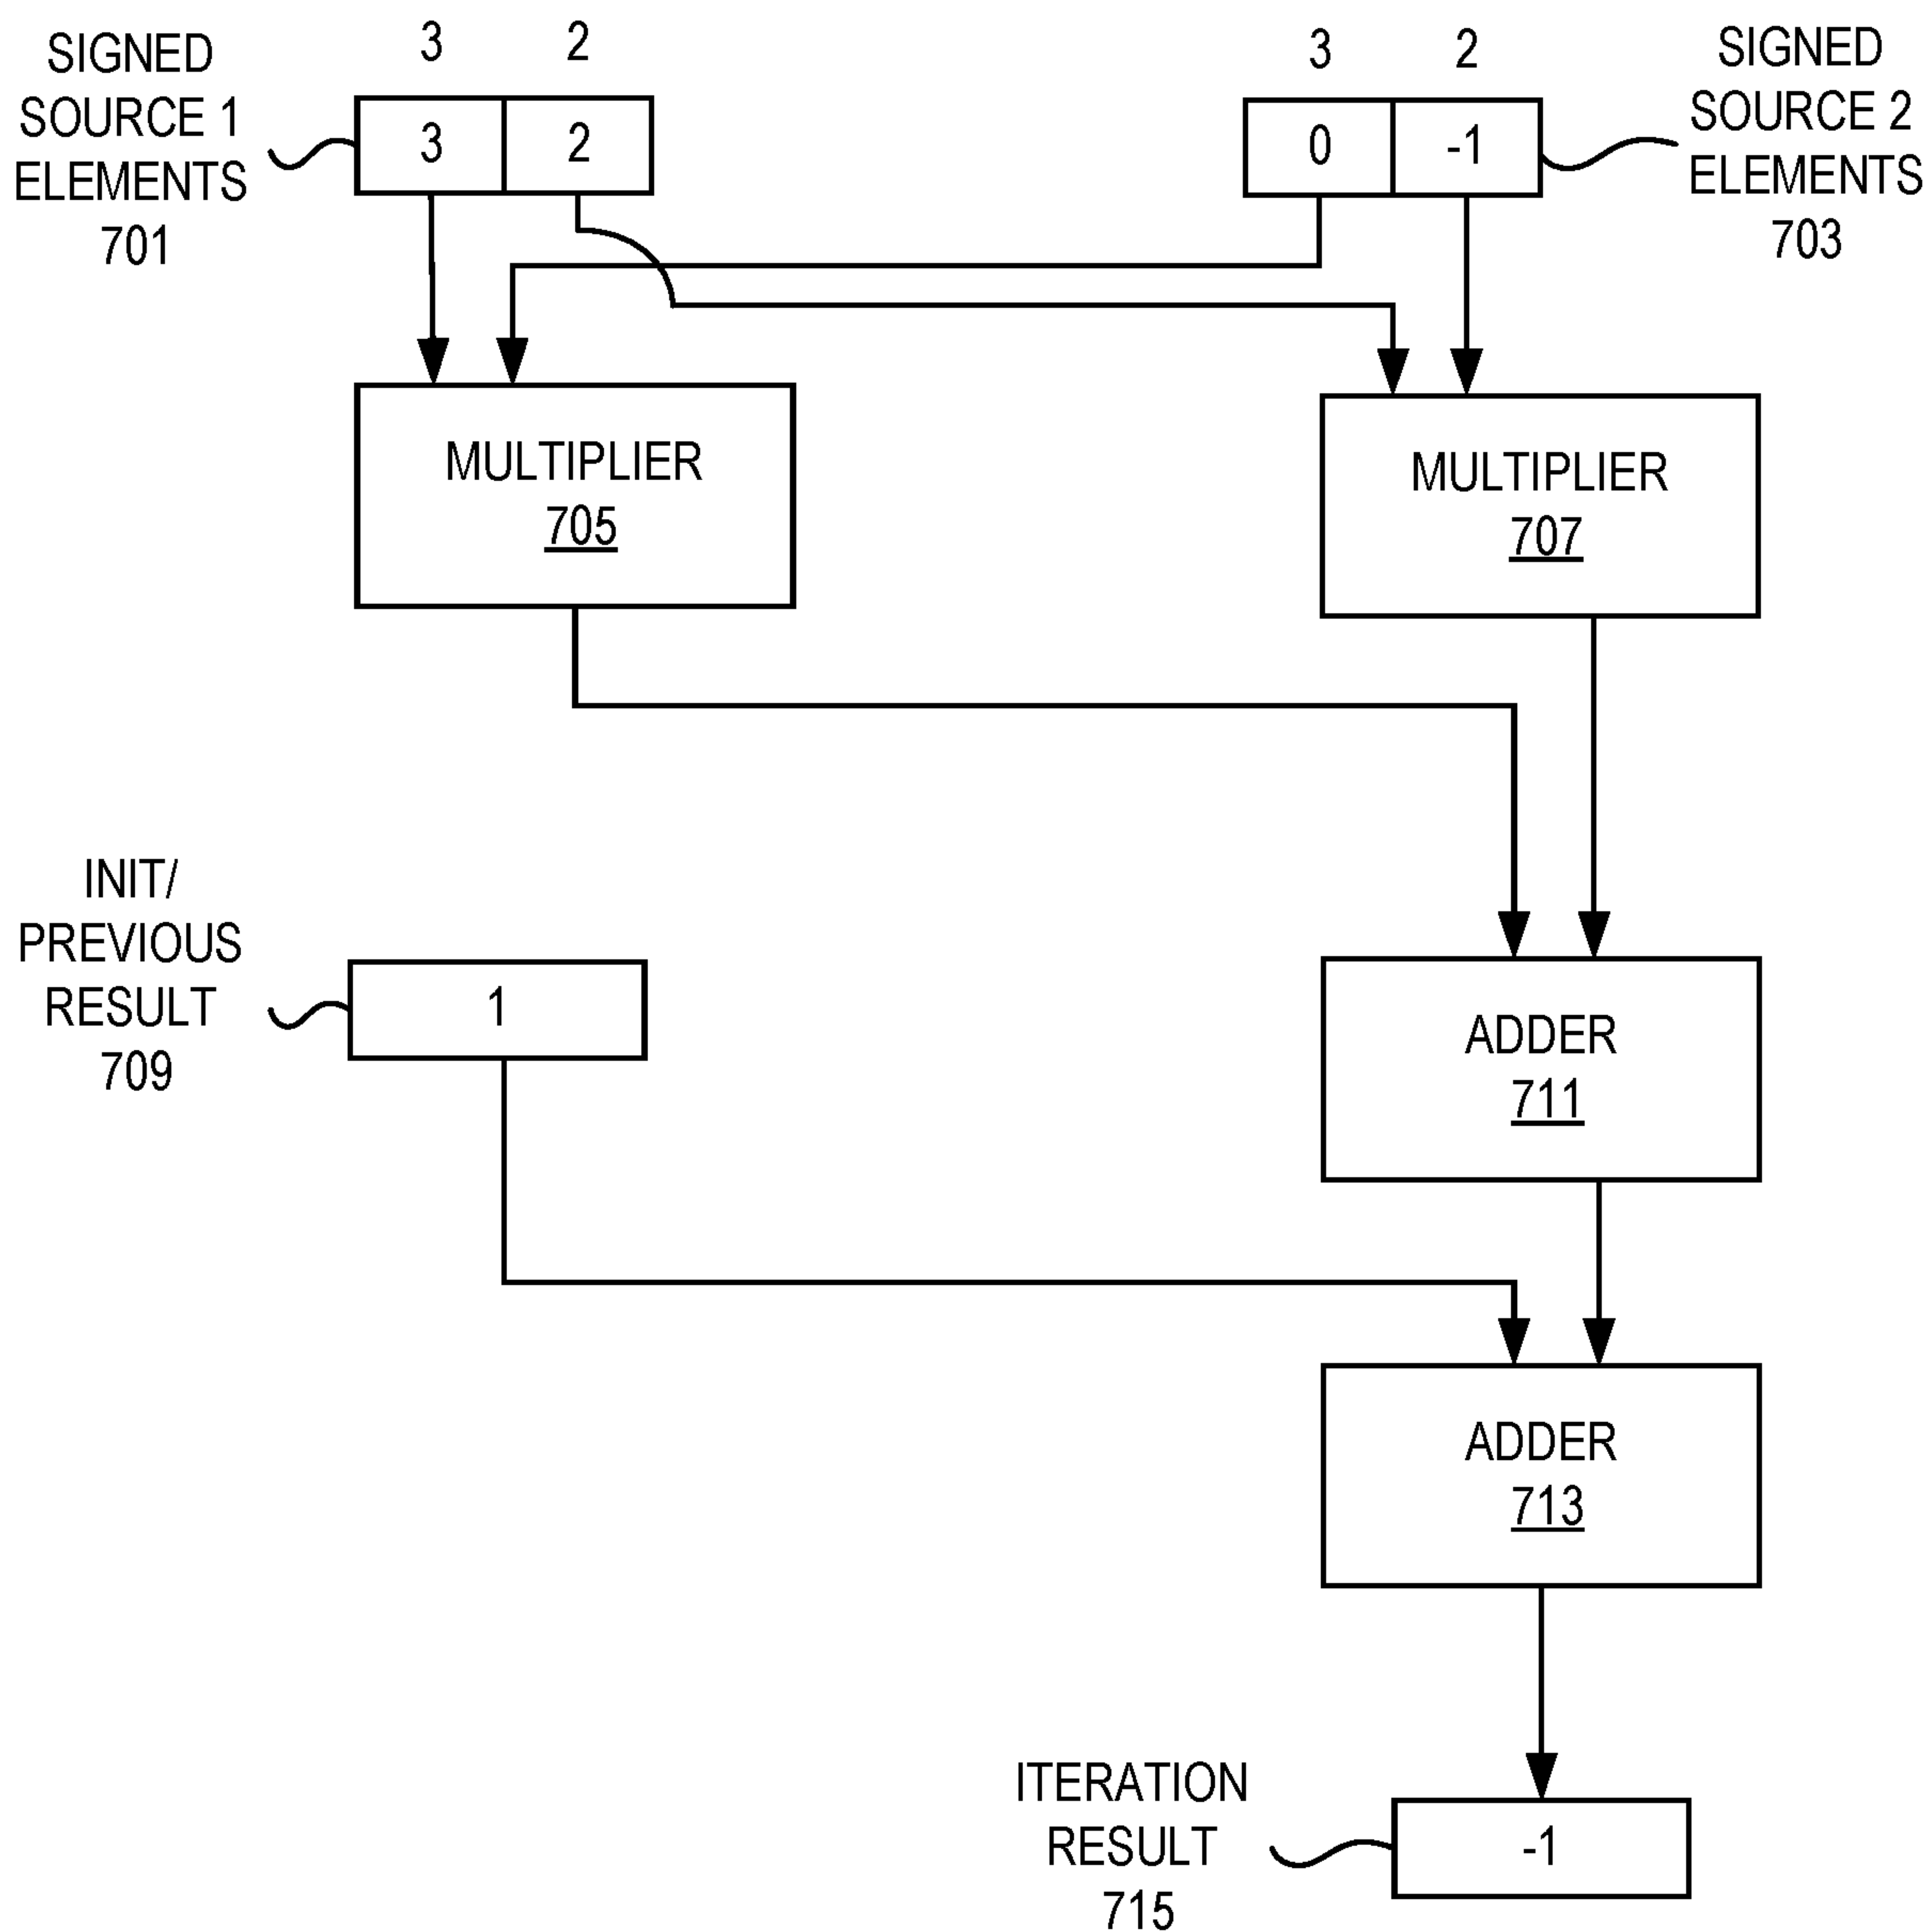 SIGNED
SOURCE 1
ELEMENTS
701
3 2
3 2
3 2
0 -1
SIGNED
SOURCE 2
ELEMENTS
703
MULTIPLIER
705
MULTIPLIER
707
INIT/
PREVIOUS
RESULT
709
1
ADDER
711
ADDER
713
ITERATION
RESULT
715
-1